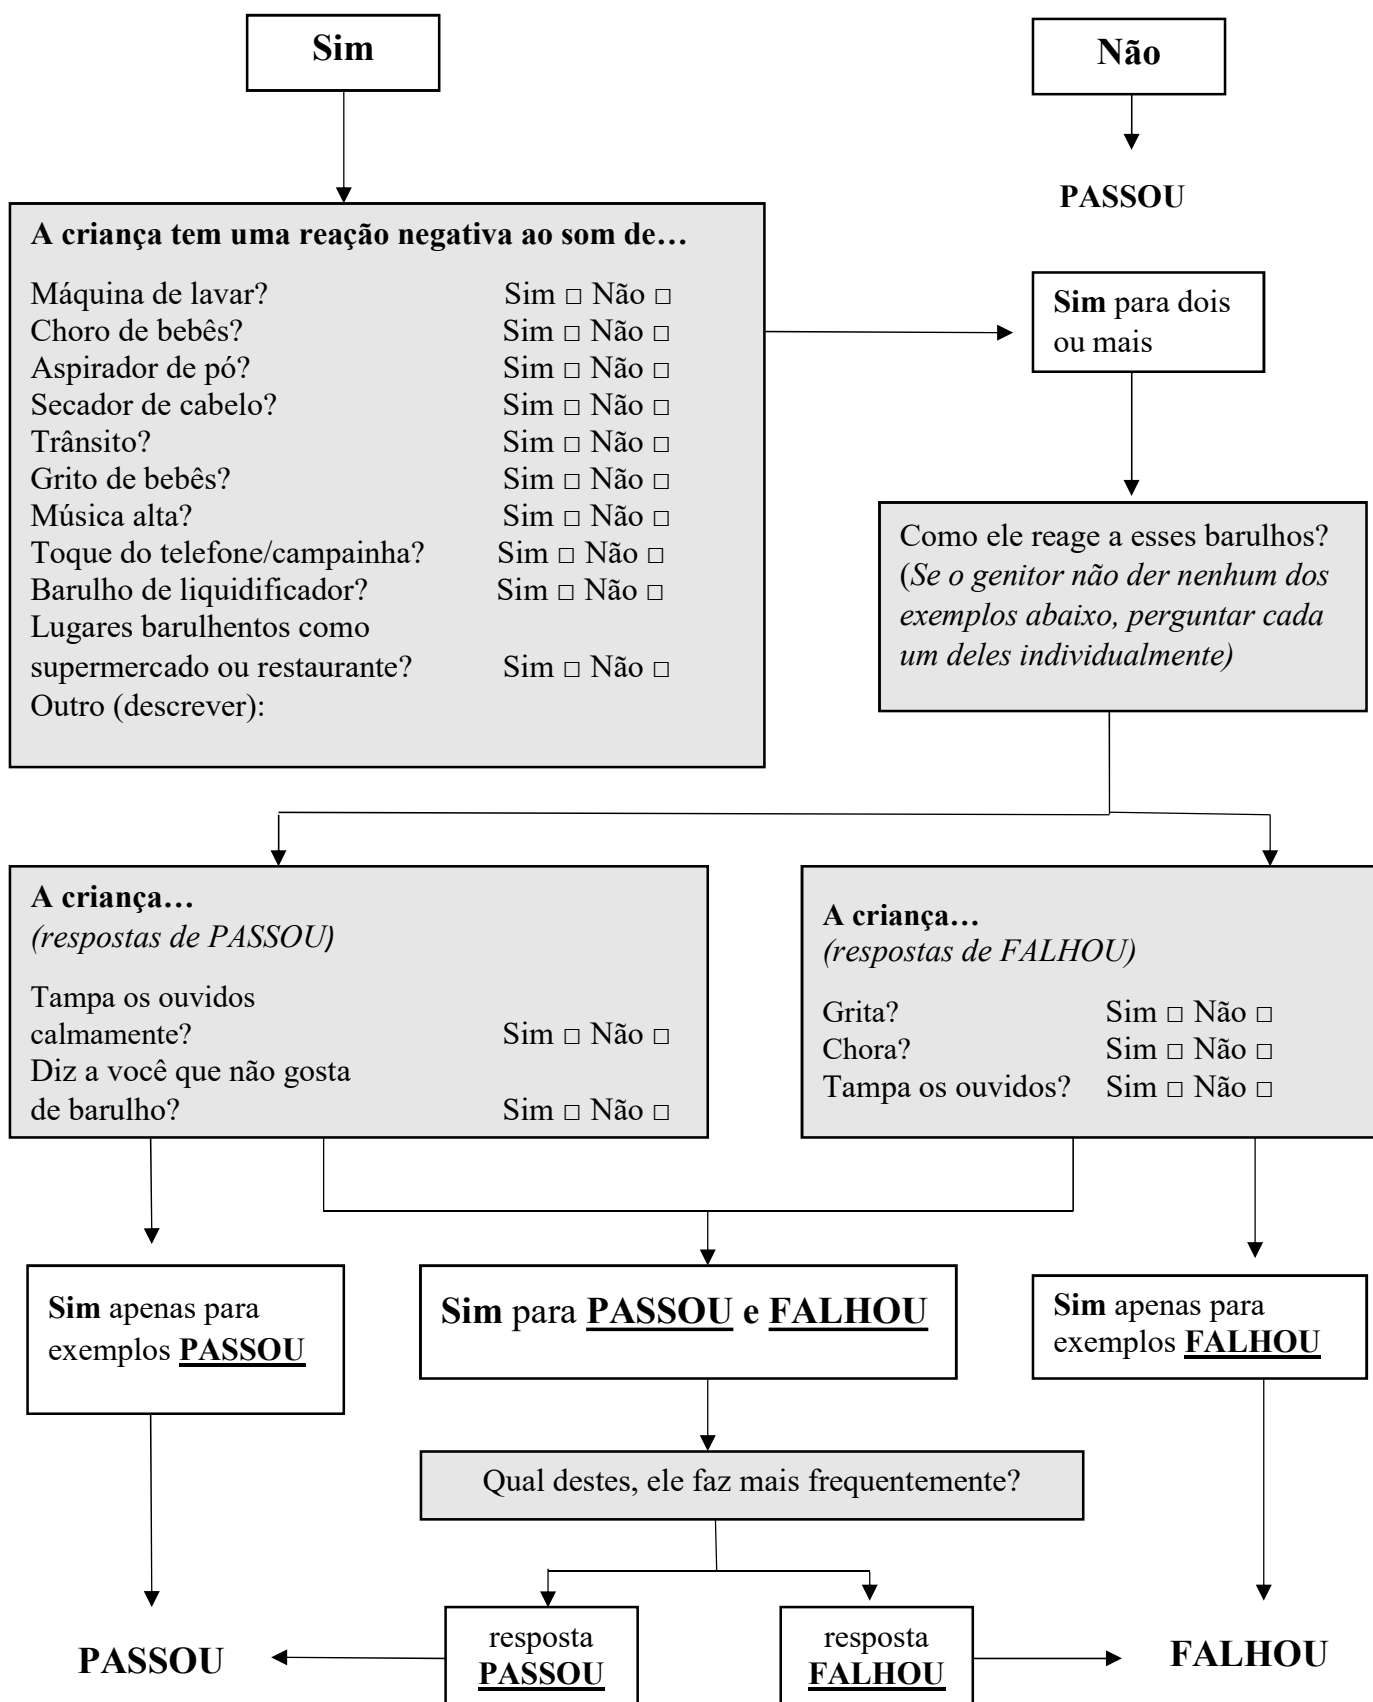 Sim
Não
PASSOU
A criança tem uma reação negativa ao som de…
Máquina de lavar? Sim □ Não □
Choro de bebês? Sim □ Não □
Aspirador de pó? Sim □ Não □
Secador de cabelo? Sim □ Não □
Trânsito? Sim □ Não □
Grito de bebês? Sim □ Não □
Música alta? Sim □ Não □
Toque do telefone/campainha? Sim □ Não □
Barulho de liquidificador? Sim □ Não □
Lugares barulhentos como
supermercado ou restaurante? Sim □ Não □
Outro (descrever):
Sim para dois
ou mais
Como ele reage a esses barulhos?
(Se o genitor não der nenhum dos
exemplos abaixo, perguntar cada
um deles individualmente)
A criança…
(respostas de PASSOU)
Tampa os ouvidos
calmamente? Sim □ Não □
Diz a você que não gosta
de barulho? Sim □ Não □
A criança…
(respostas de FALHOU)
Grita? Sim □ Não □
Chora? Sim □ Não □
Tampa os ouvidos? Sim □ Não □
Sim apenas para
exemplos PASSOU
Sim para PASSOU e FALHOU
Sim apenas para
exemplos FALHOU
Qual destes, ele faz mais frequentemente?
PASSOU
resposta
PASSOU
resposta
FALHOU
FALHOU